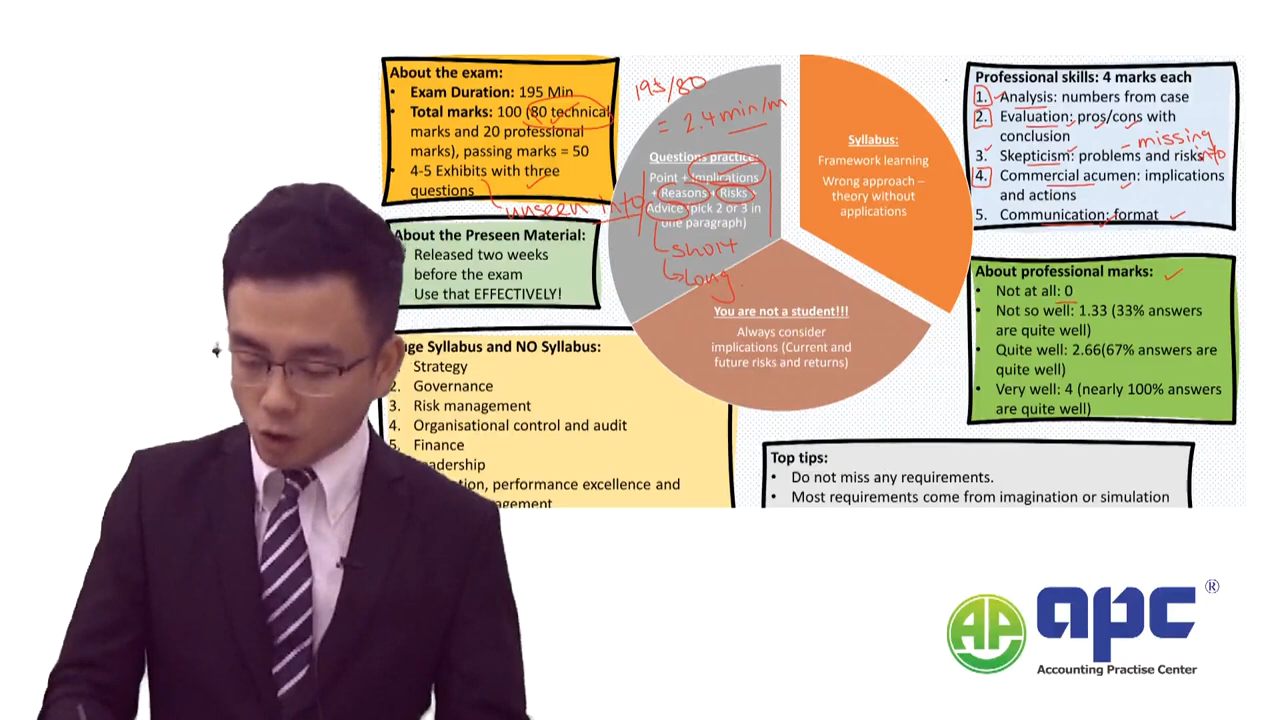 About the exam:
• Exam Duration: 195 Min
• Total marks: 100 (80 technical
marks and 20 professional
marks), passing marks = 50
• 4-5 Exhibits with three
questions
unseen info
About the Preseen Material:
Released two weeks
before the exam
Use that EFFECTIVELY!
Syllabus and NO Syllabus:
Strategy
2. Governance
3. Risk management
4. Organisational control and audit
5. Finance
performance excellence and
195/80
= 2.4 min/m
Questions practice:
Point + Implications
+ Reasons + Risks +
Advice (pick 2 or 3 in
one paragraph)
short
long
Syllabus:
Framework learning
Wrong approach –
theory without
applications
You are not a student!!!
Always consider
implications (Current and
future risks and returns)
Professional skills: 4 marks each
1. Analysis: numbers from case
2. Evaluation: pros/cons with
conclusion
- missing info
3. Skepticism: problems and risks
4. Commercial acumen: implications
and actions
5. Communication: format
About professional marks:
• Not at all: 0
• Not so well: 1.33 (33% answers
are quite well)
• Quite well: 2.66(67% answers are
quite well)
• Very well: 4 (nearly 100% answers
are quite well)
Top tips:
• Do not miss any requirements.
• Most requirements come from imagination or simulation
AP
apc ®
Accounting Practise Center